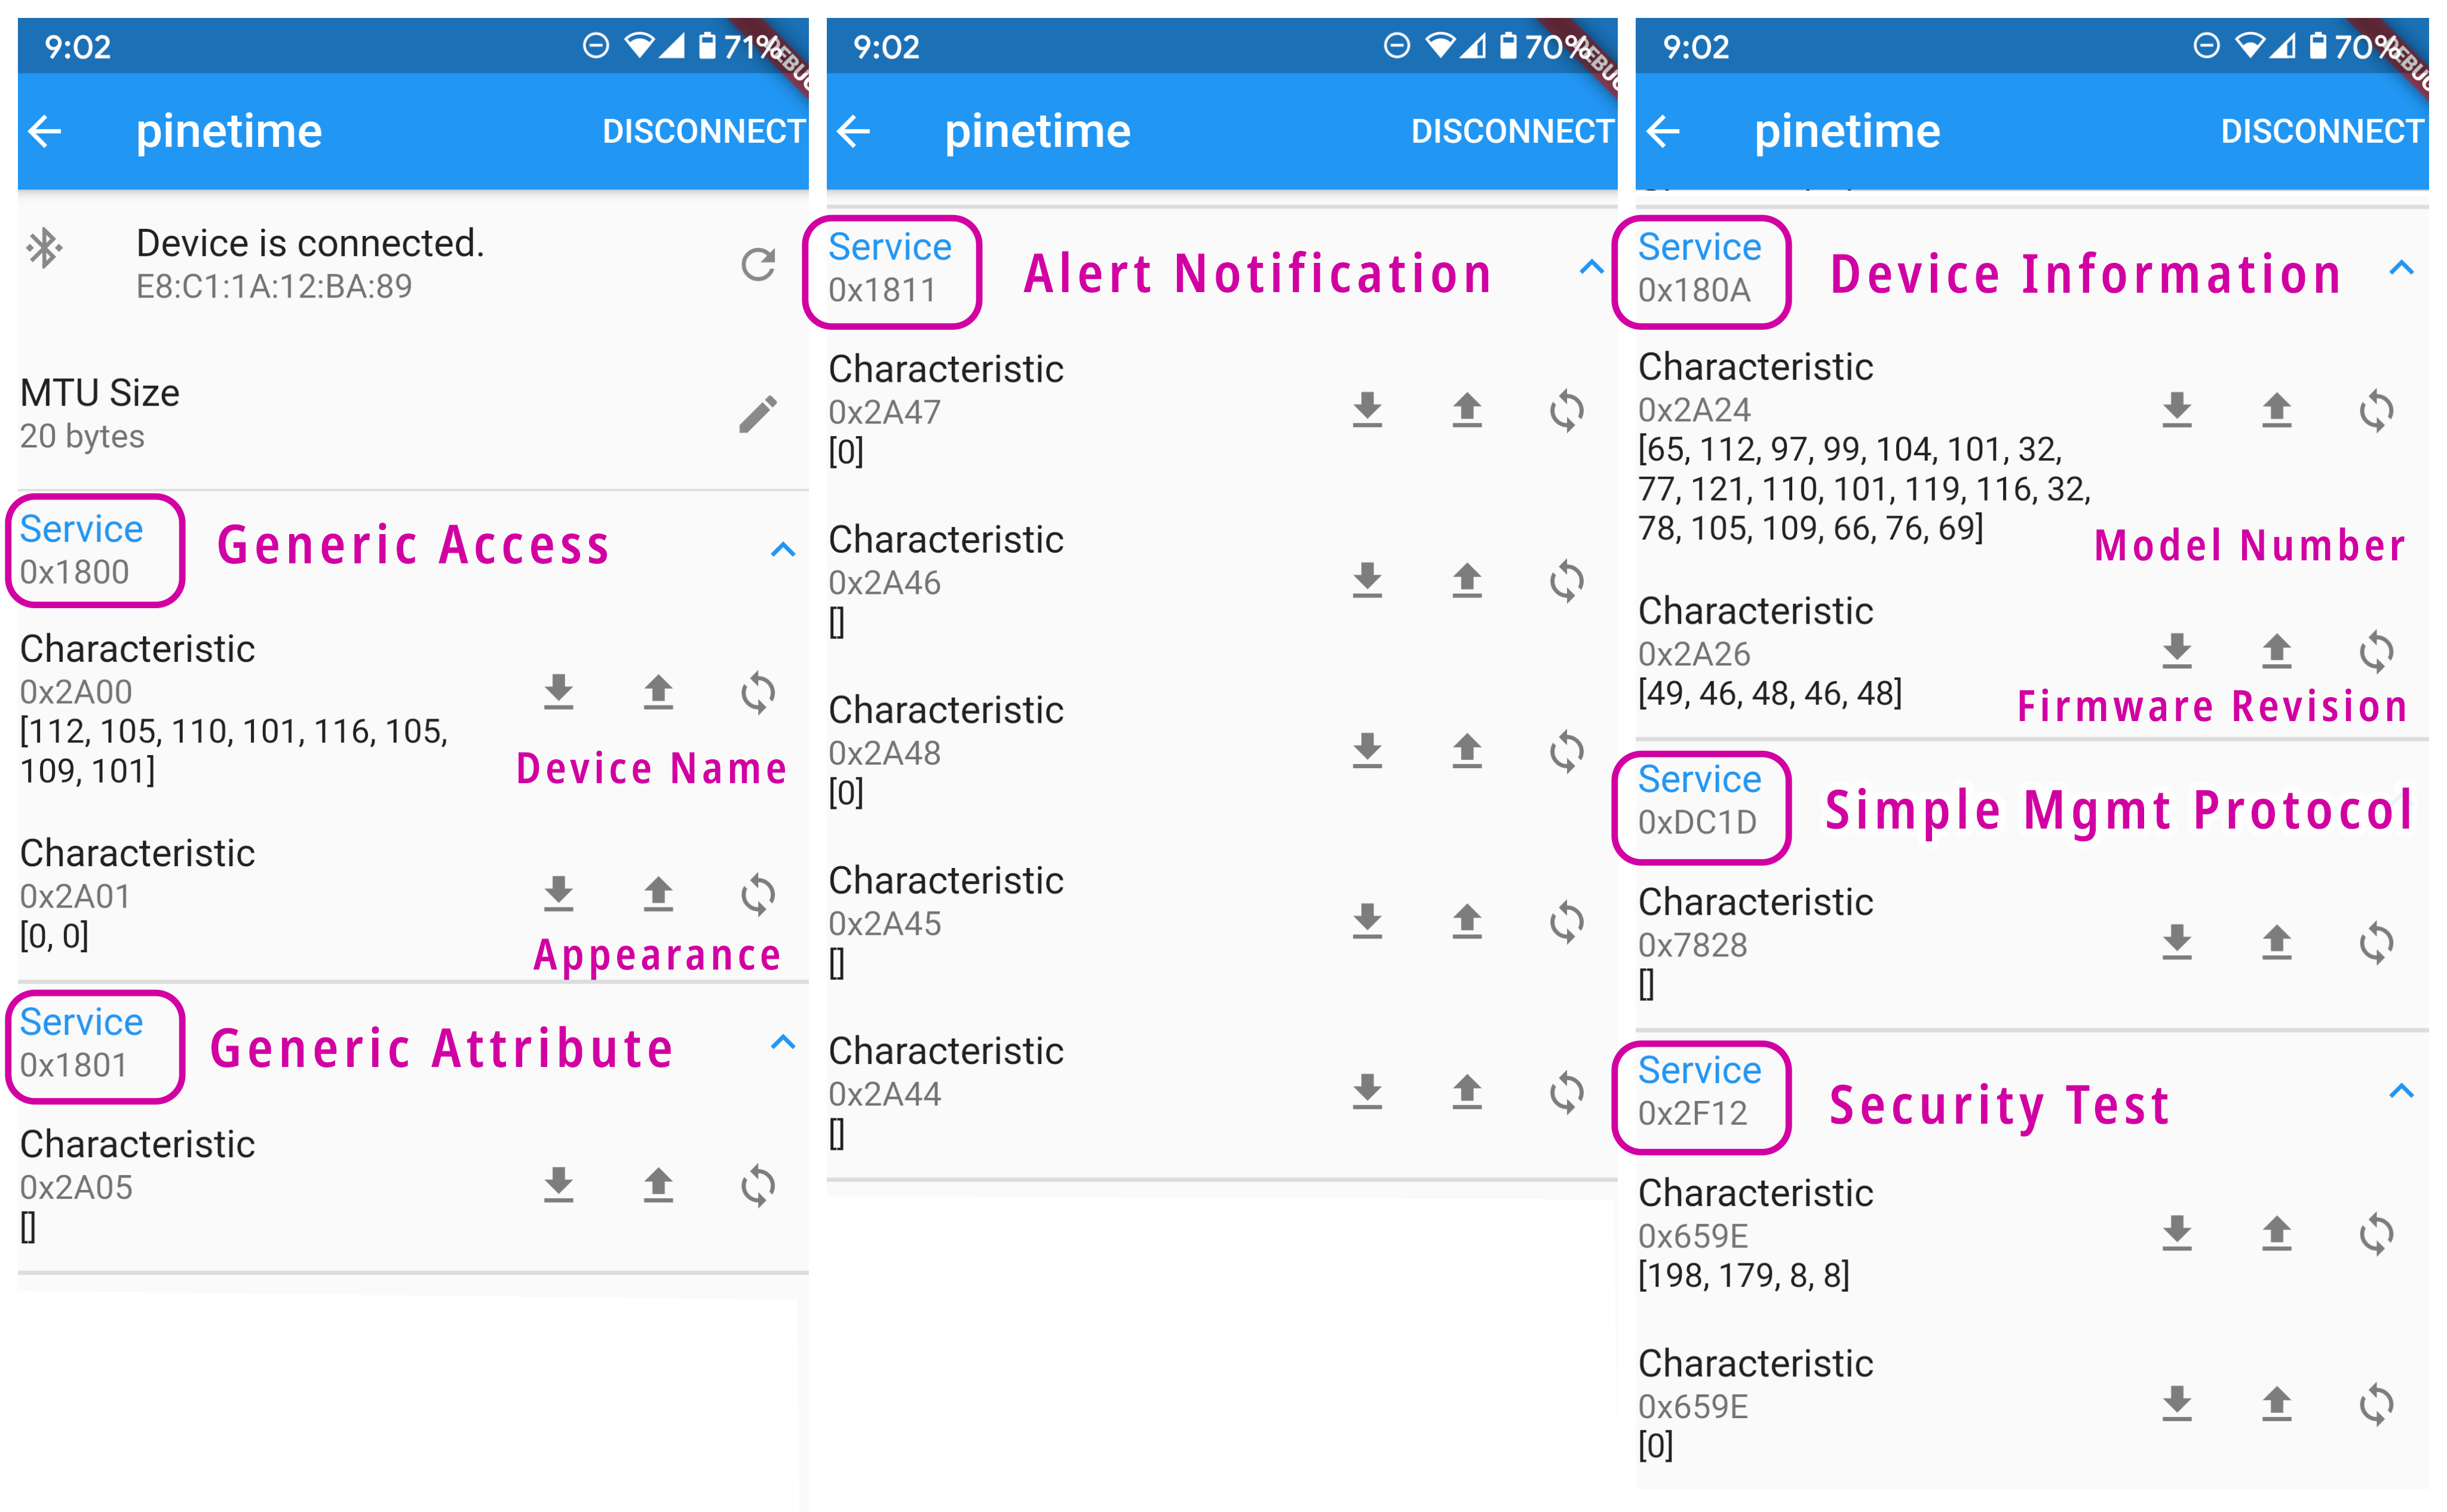 9:02
71%
DEBUG
pinetime
DISCONNECT
Device is connected.
E8:C1:1A:12:BA:89
MTU Size
20 bytes
Service
0x1800
Generic Access
Characteristic
0x2A00
[112, 105, 110, 101, 116, 105,
109, 101]
Device Name
Characteristic
0x2A01
[0, 0]
Appearance
Service
0x1801
Generic Attribute
Characteristic
0x2A05
[]
9:02
70%
DEBUG
pinetime
DISCONNECT
Service
0x1811
Alert Notification
Characteristic
0x2A47
[0]
Characteristic
0x2A46
[]
Characteristic
0x2A48
[0]
Characteristic
0x2A45
[]
Characteristic
0x2A44
[]
9:02
70%
DEBUG
pinetime
DISCONNECT
Service
0x180A
Device Information
Characteristic
0x2A24
[65, 112, 97, 99, 104, 101, 32,
77, 121, 110, 101, 119, 116, 32,
78, 105, 109, 66, 76, 69]
Model Number
Characteristic
0x2A26
[49, 46, 48, 46, 48]
Firmware Revision
Service
0xDC1D
Simple Mgmt Protocol
Characteristic
0x7828
[]
Service
0x2F12
Security Test
Characteristic
0x659E
[198, 179, 8, 8]
Characteristic
0x659E
[0]